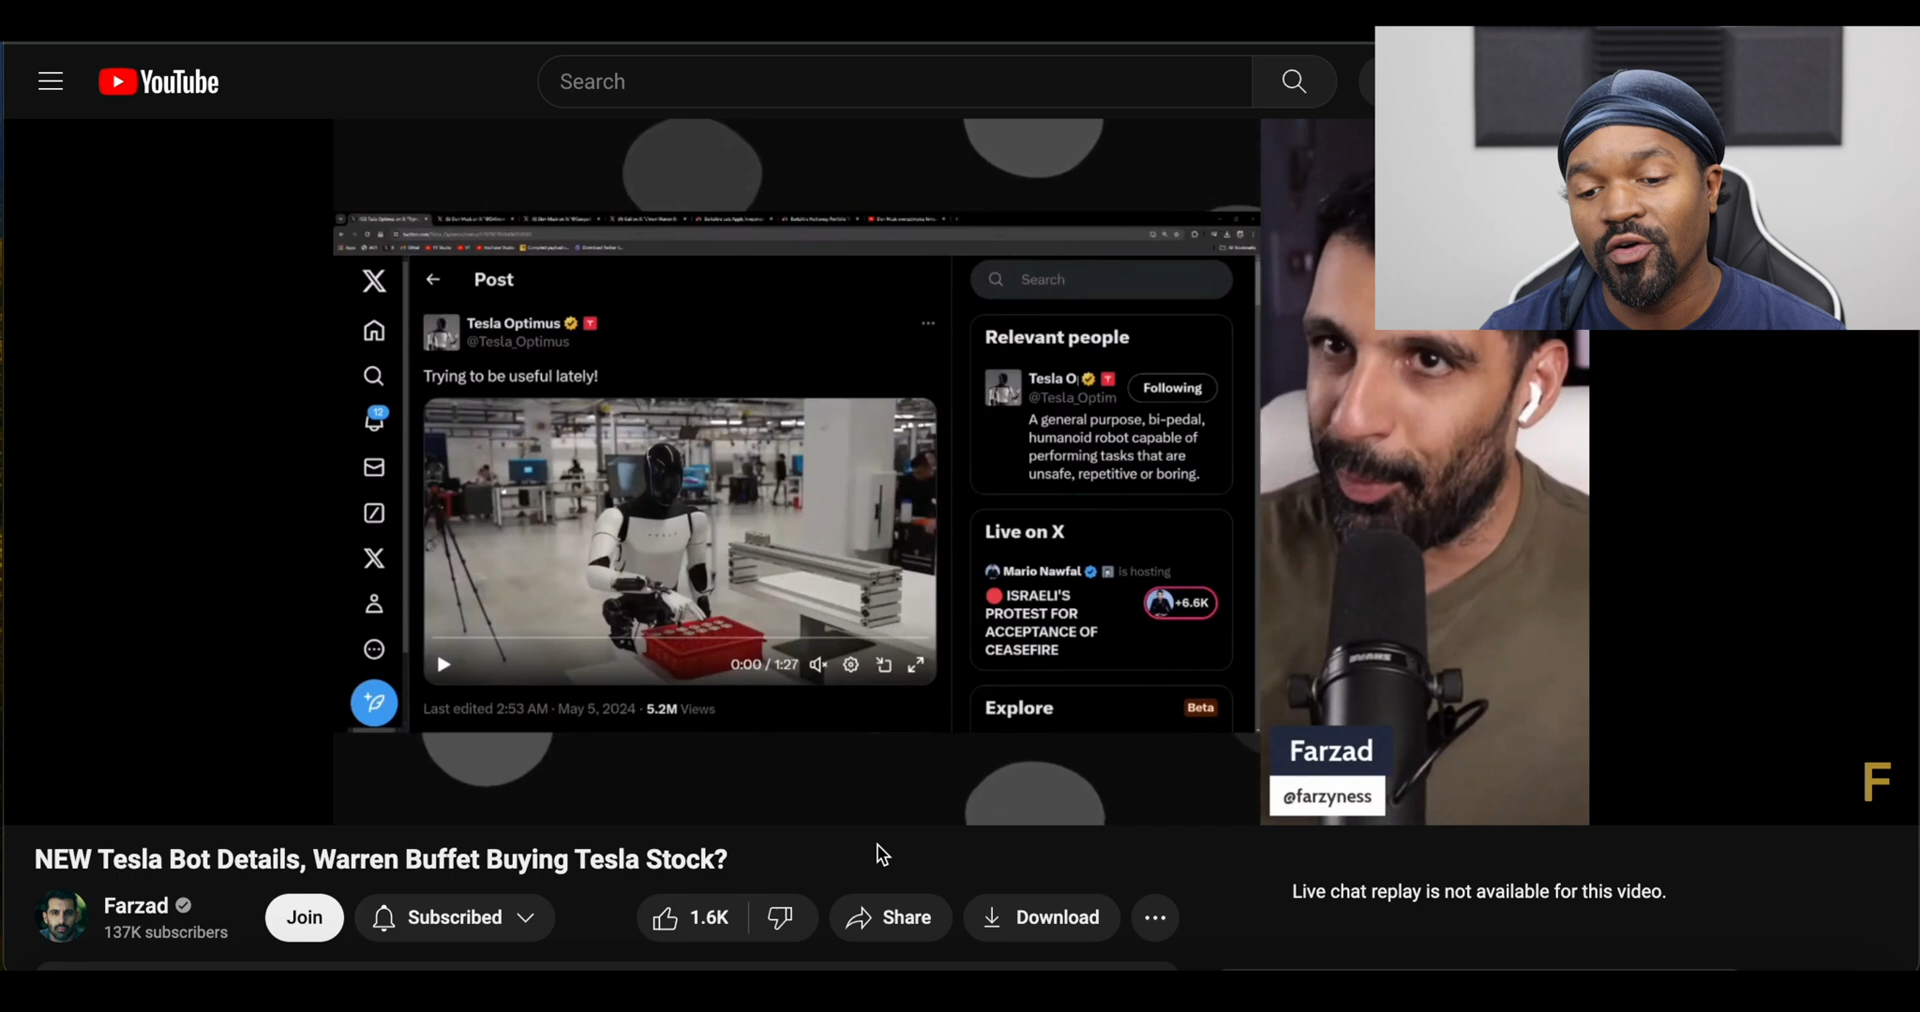 YouTube
Search
Post
Search
Tesla Optimus
@Tesla_Optimus
Trying to be useful lately!
12
TESLA
0:00 / 1:27
Last edited 2:53 AM · May 5, 2024 · 5.2M Views
Relevant people
Tesla O
@Tesla_Optim
Following
A general purpose, bi-pedal,
humanoid robot capable of
performing tasks that are
unsafe, repetitive or boring.
Live on X
Mario Nawfal is hosting
ISRAELI'S
PROTEST FOR
ACCEPTANCE OF
CEASEFIRE
+6.6K
Explore
Beta
Farzad
@farzyness
F
NEW Tesla Bot Details, Warren Buffet Buying Tesla Stock?
Farzad
137K subscribers
Join
Subscribed
1.6K
Share
Download
Live chat replay is not available for this video.